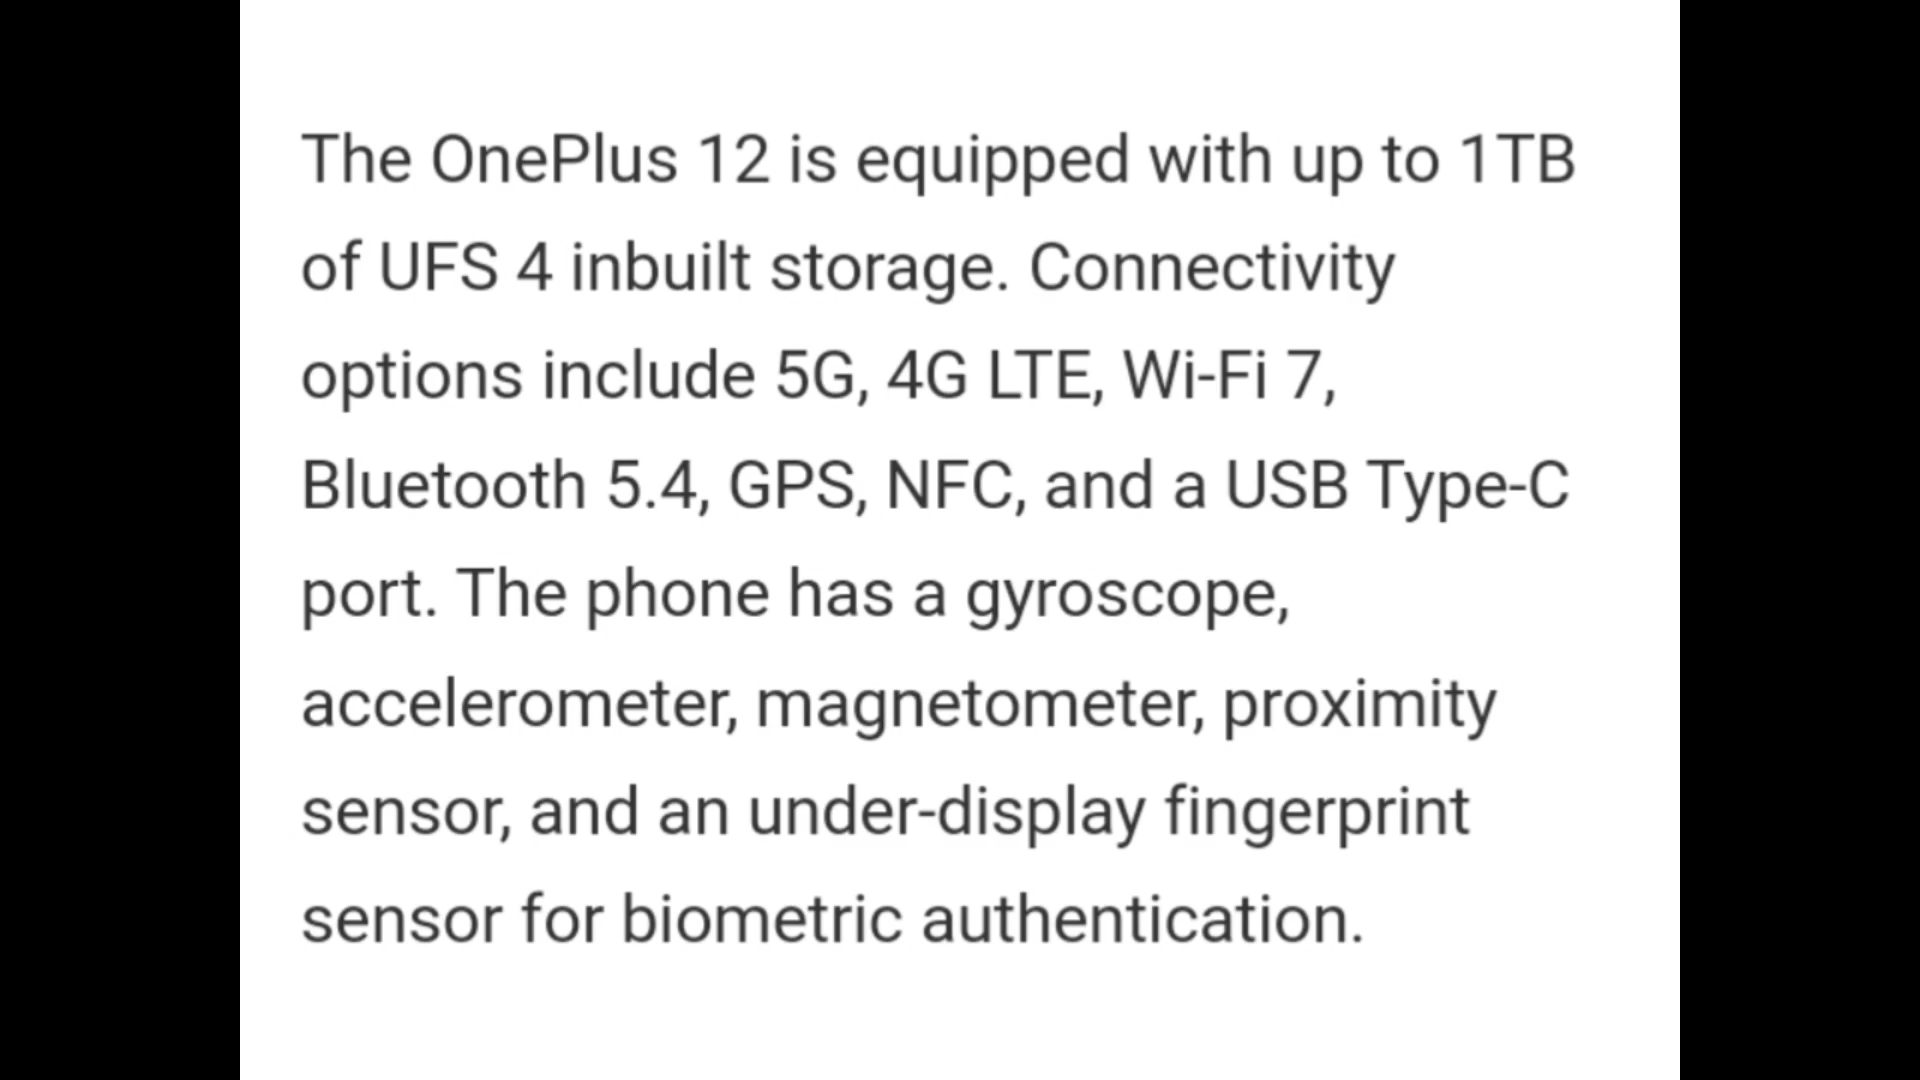 The OnePlus 12 is equipped with up to 1TB
of UFS 4 inbuilt storage. Connectivity
options include 5G, 4G LTE, Wi-Fi 7,
Bluetooth 5.4, GPS, NFC, and a USB Type-C
port. The phone has a gyroscope,
accelerometer, magnetometer, proximity
sensor, and an under-display fingerprint
sensor for biometric authentication.